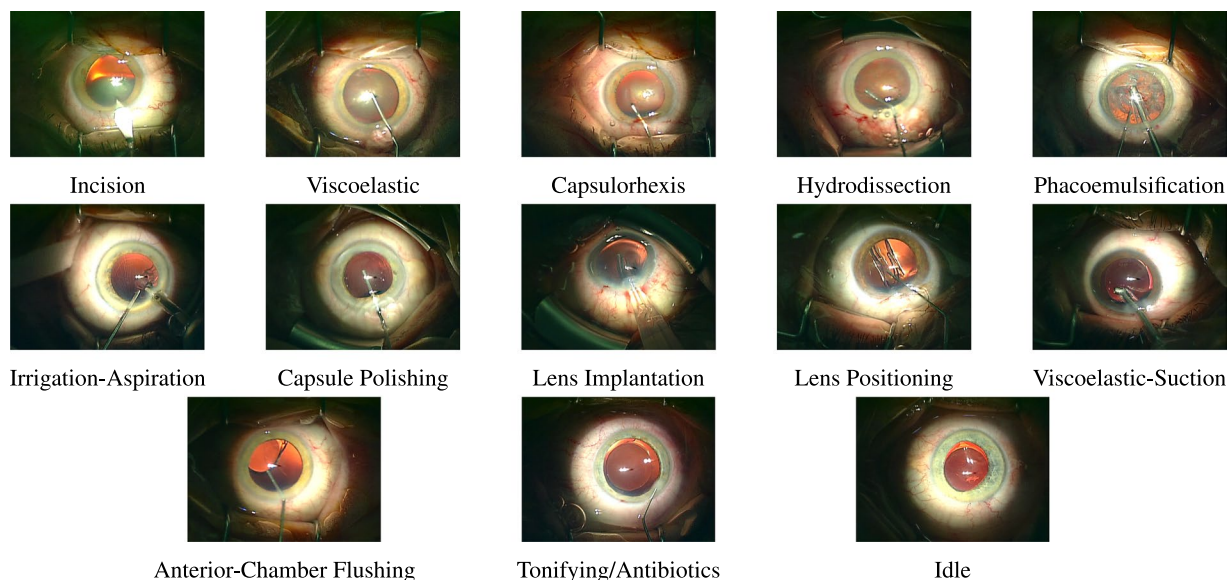 Incision Viscoelastic Capsulorhexis Hydrodissection Phacoemulsification
Irrigation-Aspiration Capsule Polishing Lens Implantation Lens Positioning Viscoelastic-Suction
Anterior-Chamber Flushing Tonifying/Antibiotics Idle